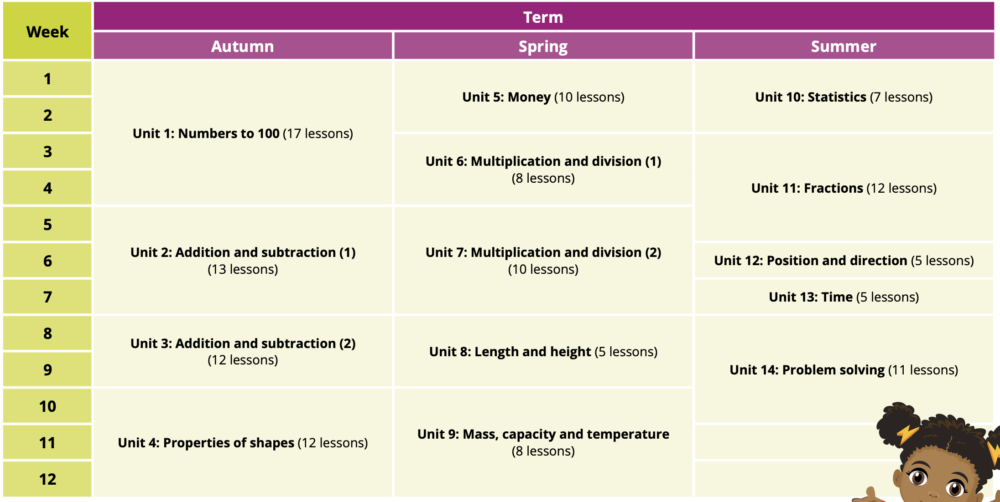 Week
Term
Autumn
Spring
Summer
1
2
3
4
5
6
7
8
9
10
11
12
Unit 1: Numbers to 100 (17 lessons)
Unit 2: Addition and subtraction (1)
(13 lessons)
Unit 3: Addition and subtraction (2)
(12 lessons)
Unit 4: Properties of shapes (12 lessons)
Unit 5: Money (10 lessons)
Unit 6: Multiplication and division (1)
(8 lessons)
Unit 7: Multiplication and division (2)
(10 lessons)
Unit 8: Length and height (5 lessons)
Unit 9: Mass, capacity and temperature
(8 lessons)
Unit 10: Statistics (7 lessons)
Unit 11: Fractions (12 lessons)
Unit 12: Position and direction (5 lessons)
Unit 13: Time (5 lessons)
Unit 14: Problem solving (11 lessons)